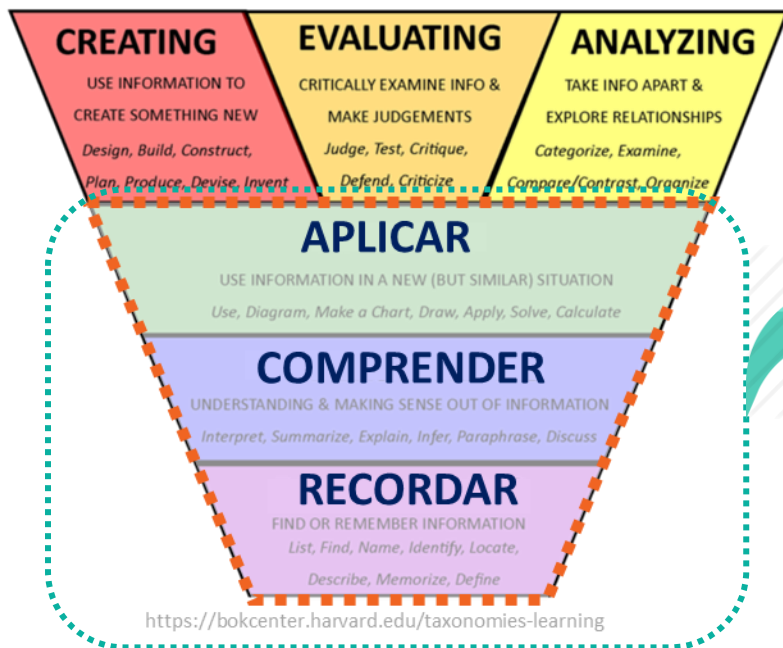 CREATING
USE INFORMATION TO
CREATE SOMETHING NEW
Design, Build, Construct,
Plan, Produce, Devise, Invent
EVALUATING
CRITICALLY EXAMINE INFO &
MAKE JUDGEMENTS
Judge, Test, Critique,
Defend, Criticize
ANALYZING
TAKE INFO APART &
EXPLORE RELATIONSHIPS
Categorize, Examine,
Compare/Contrast, Organize
APLICAR
USE INFORMATION IN A NEW (BUT SIMILAR) SITUATION
Use, Diagram, Make a Chart, Draw, Apply, Solve, Calculate
COMPRENDER
UNDERSTANDING & MAKING SENSE OUT OF INFORMATION
Interpret, Summarize, Explain, Infer, Paraphrase, Discuss
RECORDAR
FIND OR REMEMBER INFORMATION
List, Find, Name, Identify, Locate,
Describe, Memorize, Define
https://bokcenter.harvard.edu/taxonomies-learning